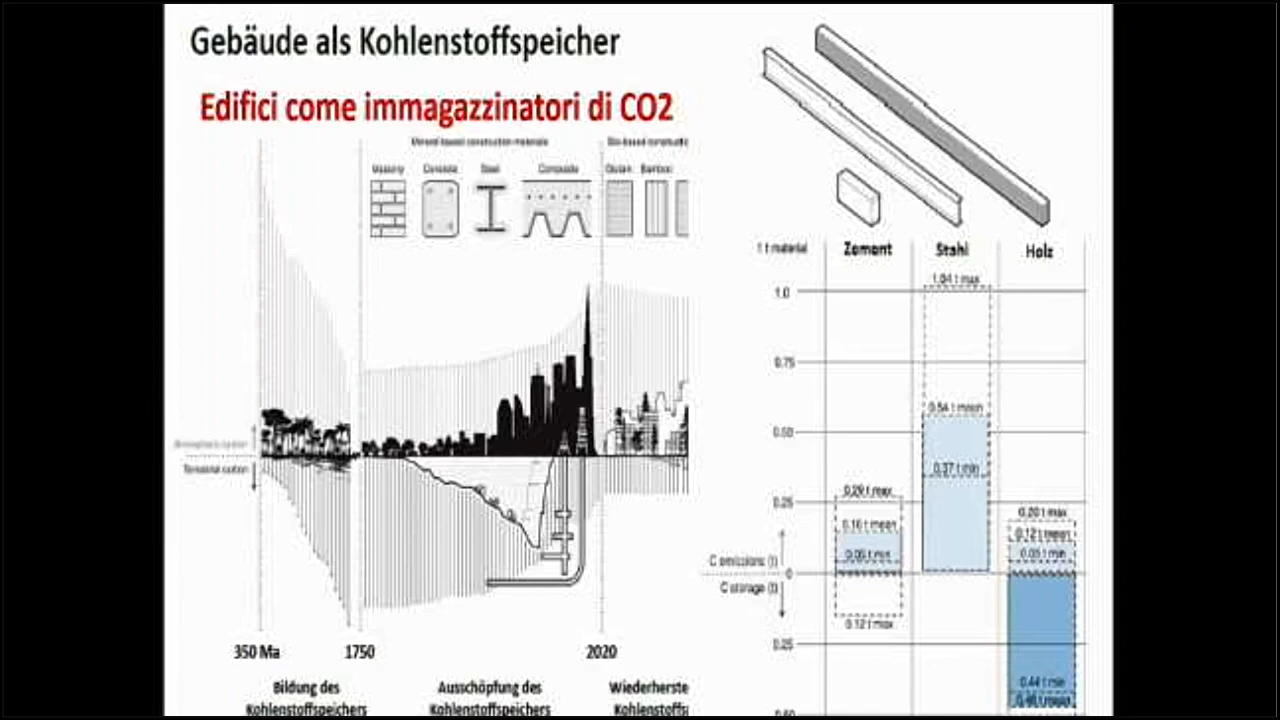 Gebäude als Kohlenstoffspeicher
Edifici come immagazzinatori di CO2
Mineral-based construction materials
Bio-based constructio
Masonry Concrete Steel Composite Glulam Bamboo
Terrestrial carbon
350 Ma 1750 2020
Bildung des
Kohlenstoffspeichers
Ausschöpfung des
Kohlenstoffspeichers
Wiederherste
Kohlenstoffs
1 t material Zement Stahl Holz
1.04 t max
1.0
0.75
0.54 t mean
0.50
0.37 t min
0.29 t max
0.25
0.20 t max
0.16 t mean
0.12 t mean
0.05 t min
C emissions (t)
0
C storage (t)
0.12 t max
0.25
0.44 t min
0.50